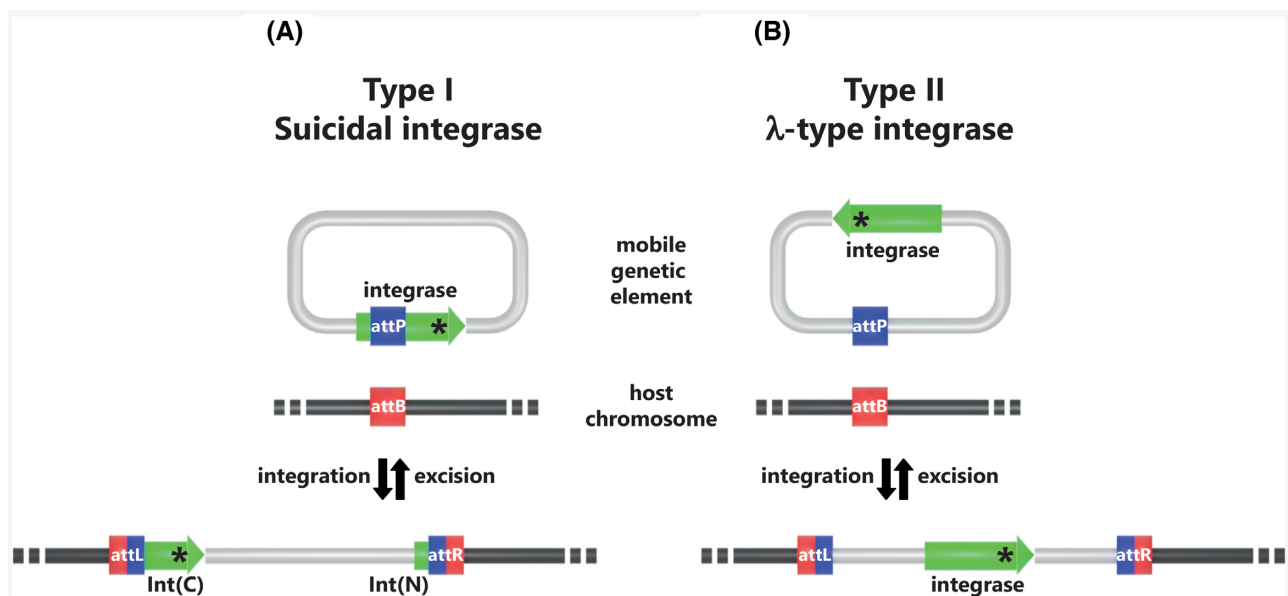 (A)
Type I
Suicidal integrase
integrase
attP
*
attB
integration
excision
attL
*
attR
Int(C)
Int(N)
mobile
genetic
element
host
chromosome
(B)
Type II
λ-type integrase
*
integrase
attP
attB
integration
excision
attL
*
attR
integrase